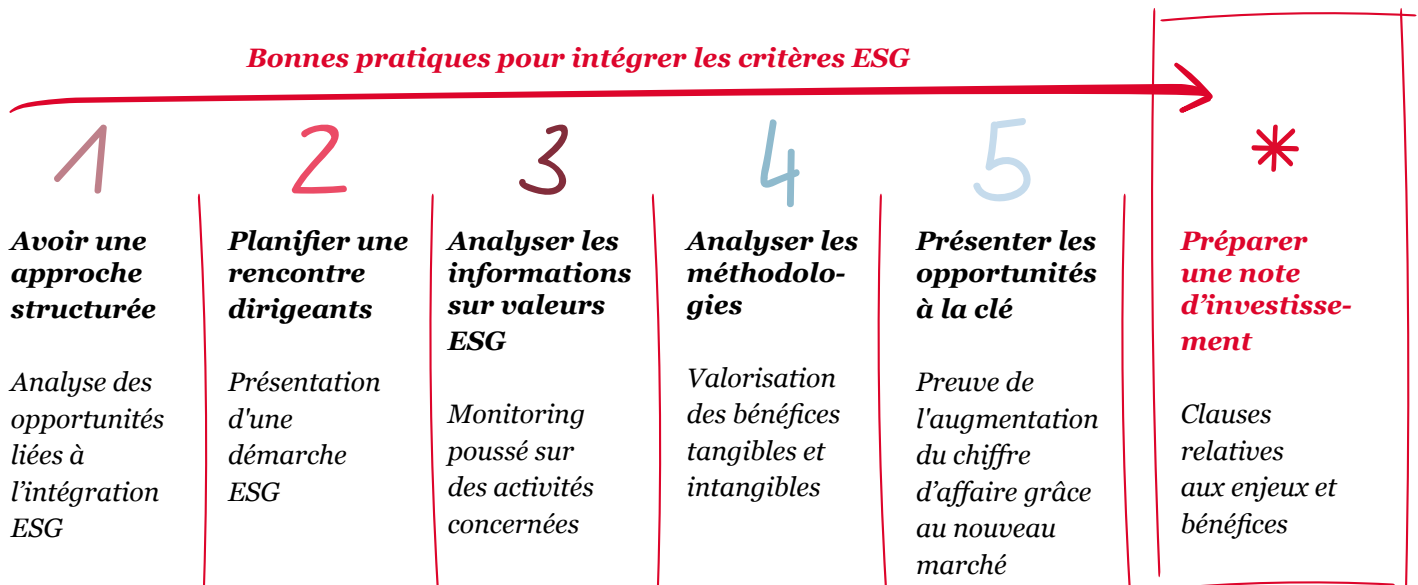 Bonnes pratiques pour intégrer les critères ESG
1
Avoir une
approche
structurée
Analyse des
opportunités
liées à
l’intégration
ESG
2
Planifier une
rencontre
dirigeants
Présentation
d'une
démarche
ESG
3
Analyser les
informations
sur valeurs
ESG
Monitoring
poussé sur
des activités
concernées
4
Analyser les
méthodolo-
gies
Valorisation
des bénéfices
tangibles et
intangibles
5
Présenter les
opportunités
à la clé
Preuve de
l'augmentation
du chiffre
d’affaire grâce
au nouveau
marché
*
Préparer
une note
d’investisse-
ment
Clauses
relatives
aux enjeux et
bénéfices